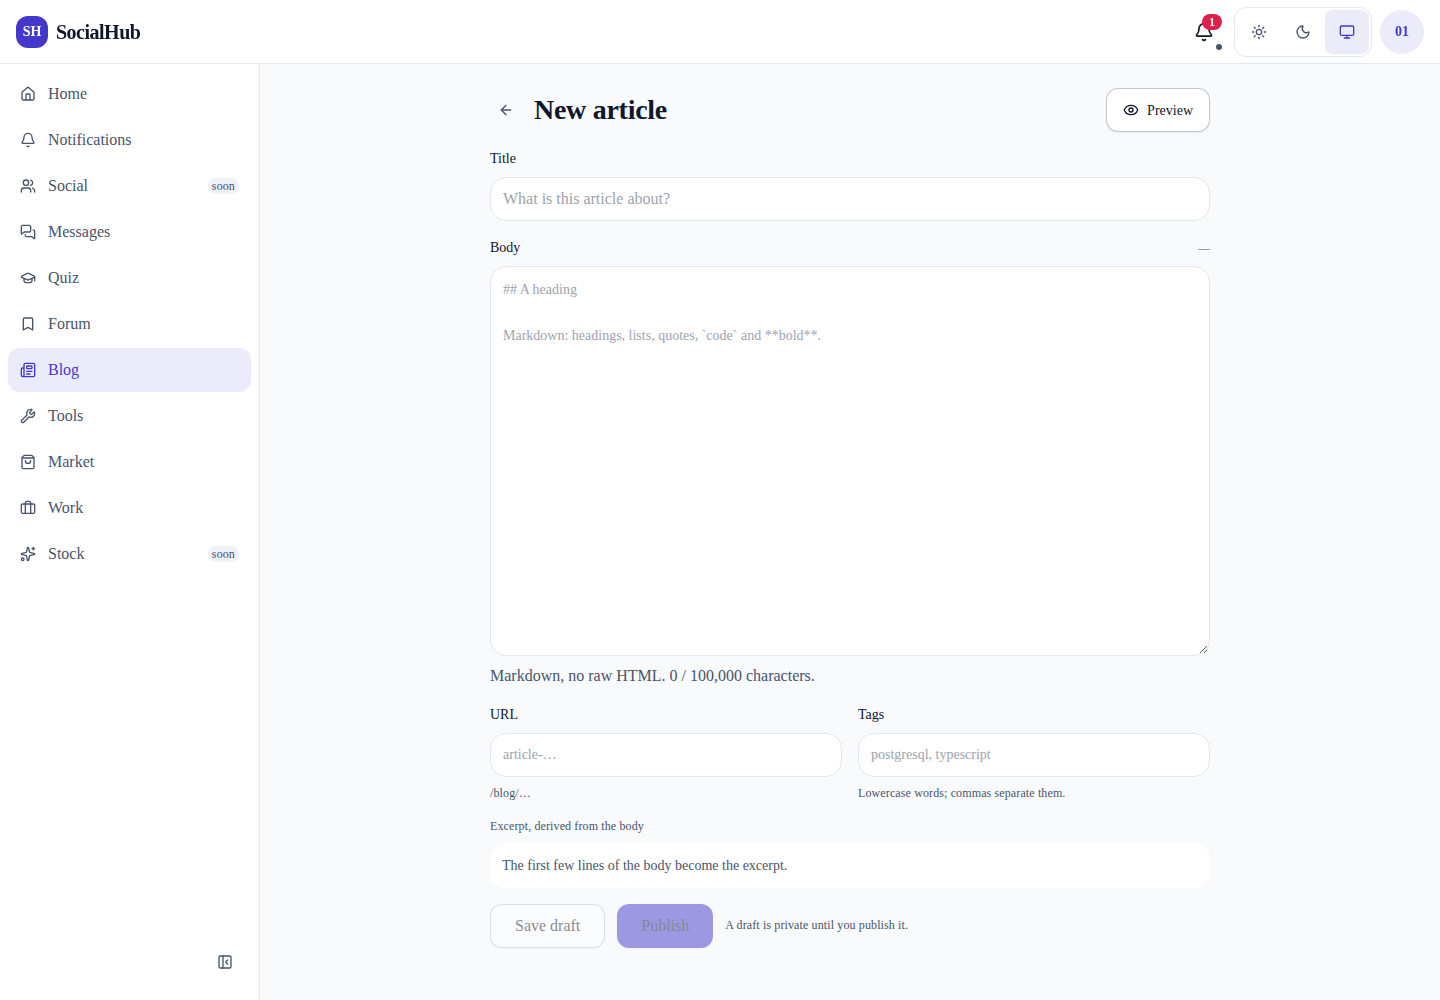 SH SocialHub
1
01
Home
Notifications
Social soon
Messages
Quiz
Forum
Blog
Tools
Market
Work
Stock soon
New article
Preview
Title
What is this article about?
Body —
## A heading
Markdown: headings, lists, quotes, `code` and **bold**.
Markdown, no raw HTML. 0 / 100,000 characters.
URL Tags
article-… postgresql, typescript
/blog/… Lowercase words; commas separate them.
Excerpt, derived from the body
The first few lines of the body become the excerpt.
Save draft Publish A draft is private until you publish it.